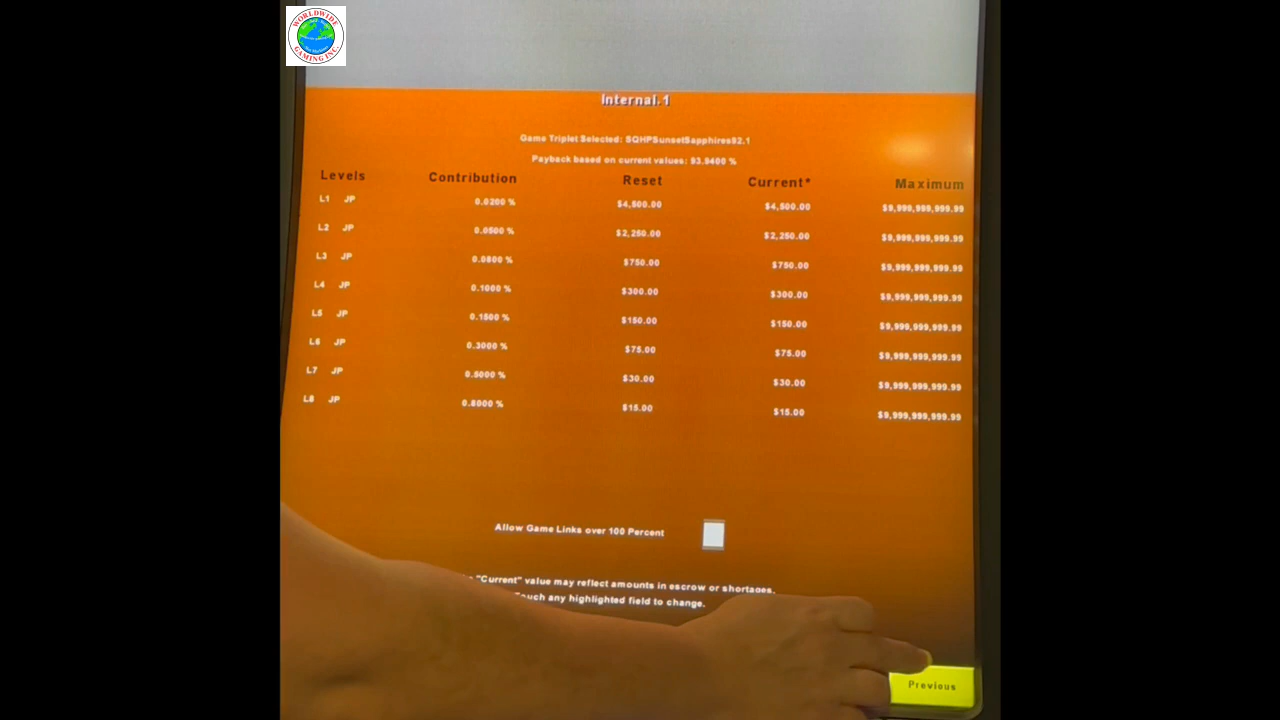 WORLDWIDE
GAMING INC.
Internal.1
Game Triplet Selected: SQHPSunsetSapphires92.1
Payback based on current values: 93.9400 %
Levels Contribution Reset Current* Maximum
L1 JP 0.0200 % $4,500.00 $4,500.00 $9,999,999,999.99
L2 JP 0.0500 % $2,250.00 $2,250.00 $9,999,999,999.99
L3 JP 0.0800 % $750.00 $750.00 $9,999,999,999.99
L4 JP 0.1000 % $300.00 $300.00 $9,999,999,999.99
L5 JP 0.1500 % $150.00 $150.00 $9,999,999,999.99
L6 JP 0.3000 % $75.00 $75.00 $9,999,999,999.99
L7 JP 0.5000 % $30.00 $30.00 $9,999,999,999.99
L8 JP 0.8000 % $15.00 $15.00 $9,999,999,999.99
Allow Game Links over 100 Percent
"Current" value may reflect amounts in escrow or shortages.
Touch any highlighted field to change.
Previous